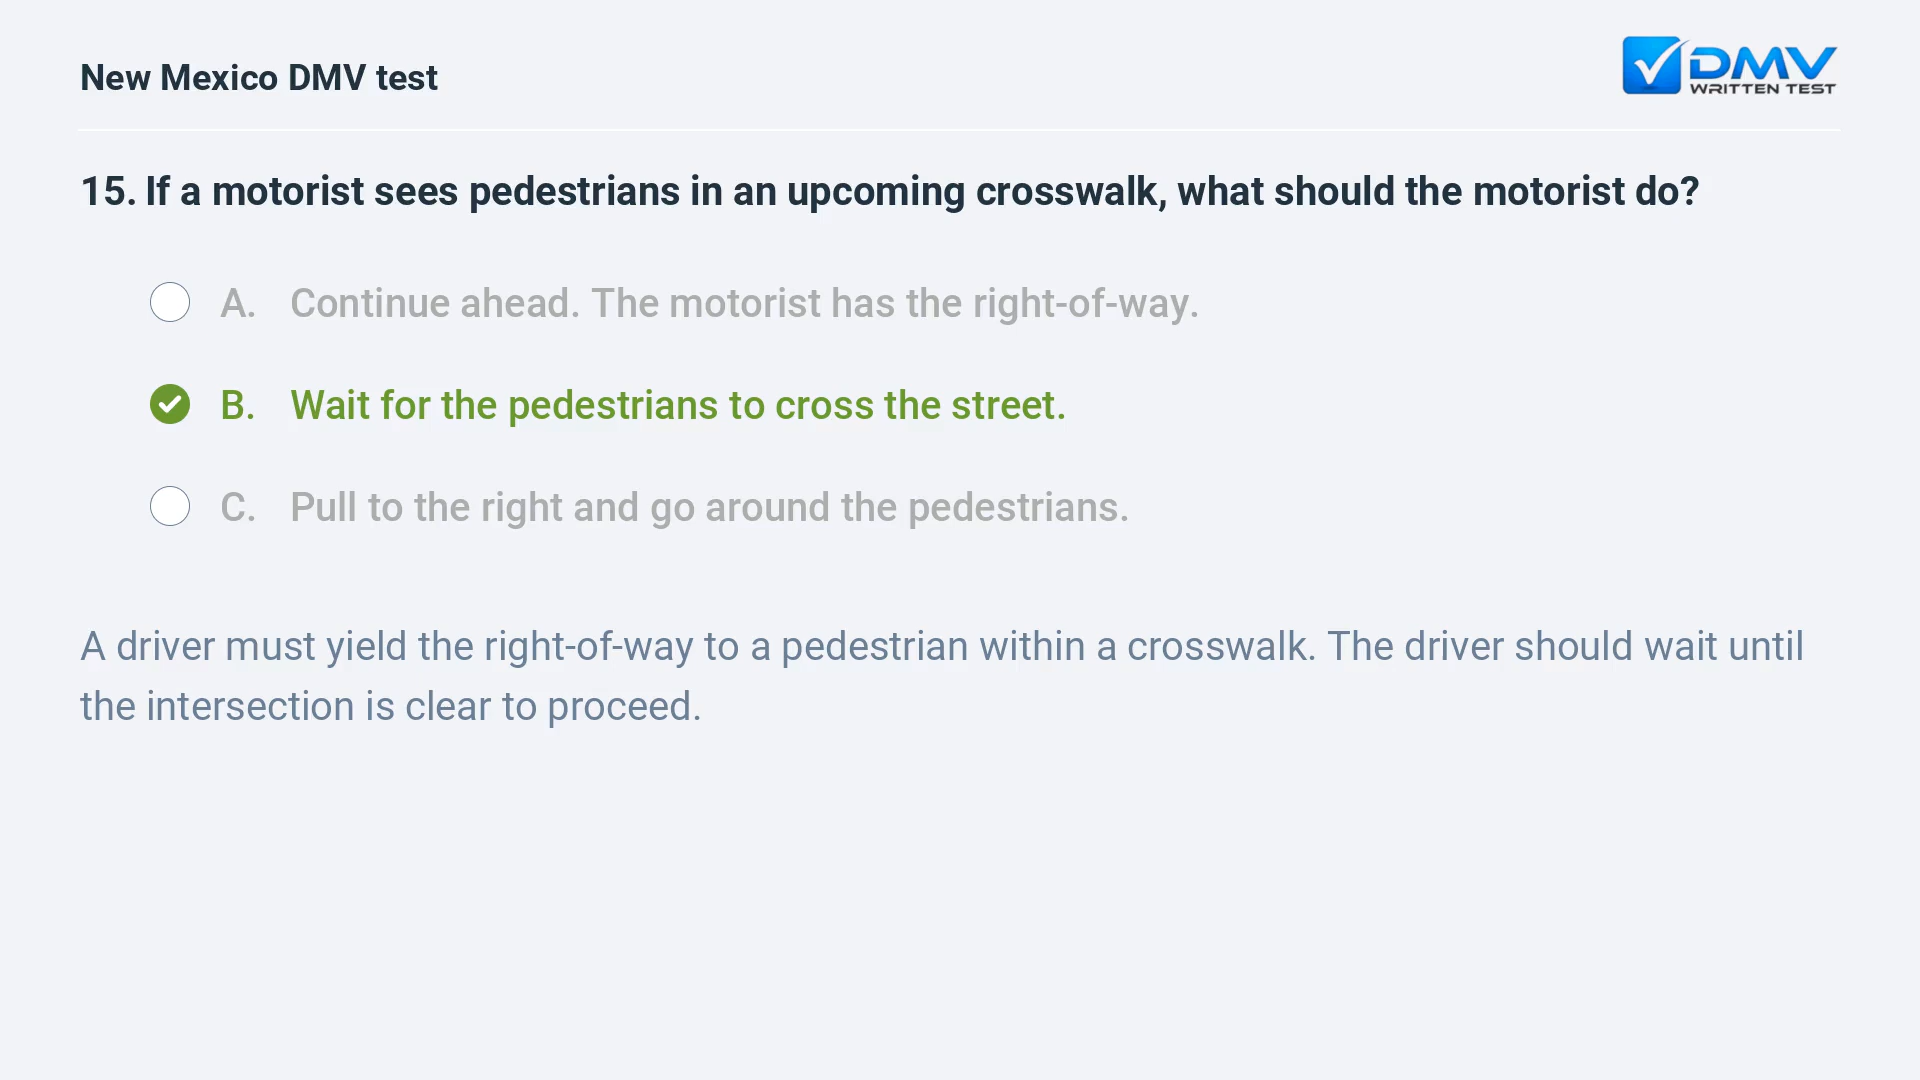 New Mexico DMV test
DMV
WRITTEN TEST
15. If a motorist sees pedestrians in an upcoming crosswalk, what should the motorist do?
A. Continue ahead. The motorist has the right-of-way.
B. Wait for the pedestrians to cross the street.
C. Pull to the right and go around the pedestrians.
A driver must yield the right-of-way to a pedestrian within a crosswalk. The driver should wait until
the intersection is clear to proceed.